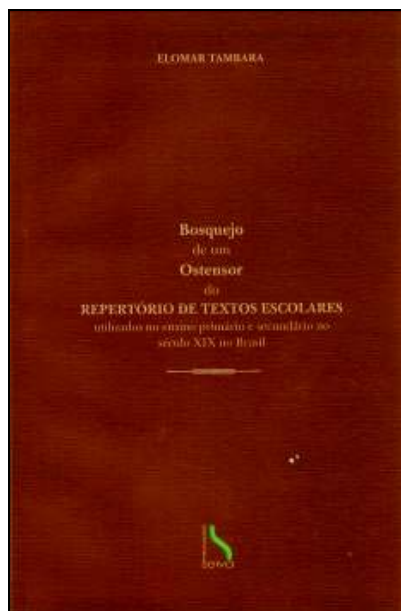 ELOMAR TAMBARA
Bosquejo
de um
Ostensor
do
REPERTÓRIO DE TEXTOS ESCOLARES
utilizados no ensino primário e secundário no
século XIX no Brasil